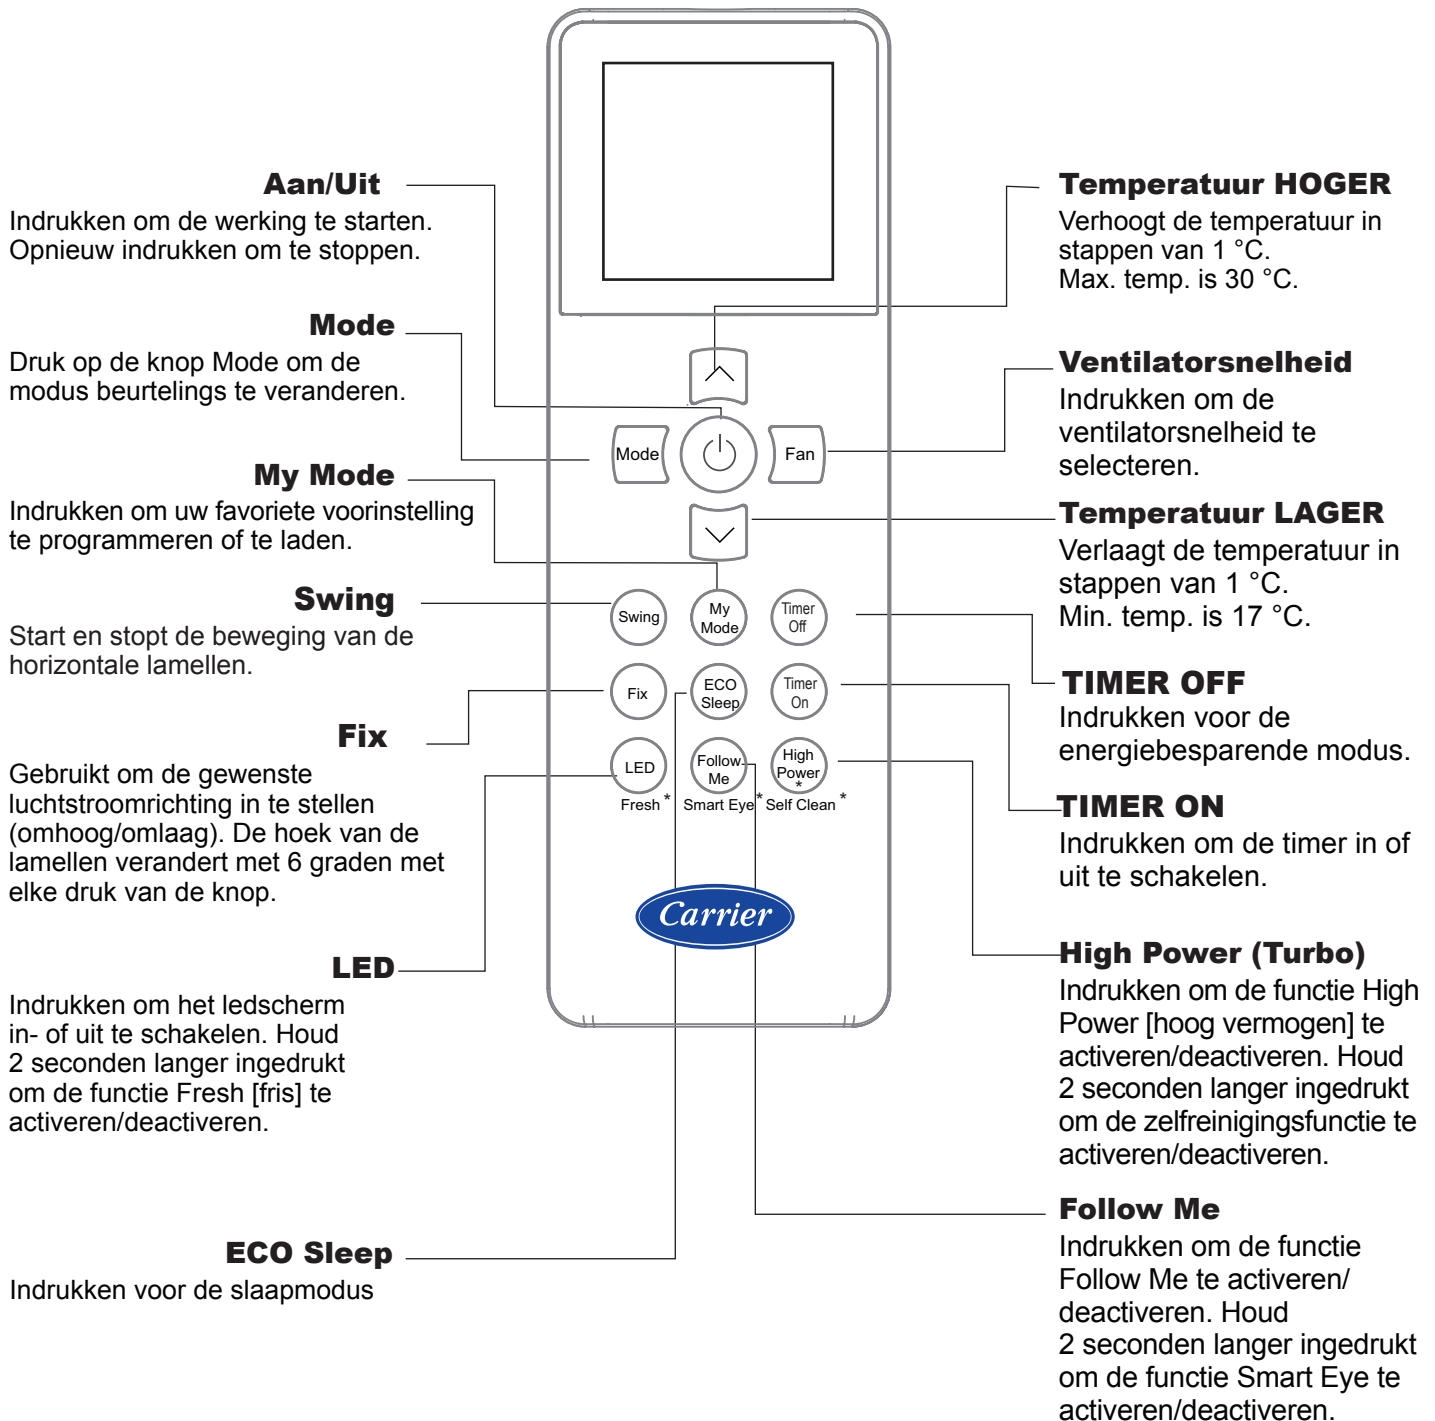 Aan/Uit
Indrukken om de werking te starten.
Opnieuw indrukken om te stoppen.
Mode
Druk op de knop Mode om de
modus beurtelings te veranderen.
My Mode
Indrukken om uw favoriete voorinstelling
te programmeren of te laden.
Swing
Start en stopt de beweging van de
horizontale lamellen.
Fix
Gebruikt om de gewenste
luchtstroomrichting in te stellen
(omhoog/omlaag). De hoek van de
lamellen verandert met 6 graden met
elke druk van de knop.
LED
Indrukken om het ledscherm
in- of uit te schakelen. Houd
2 seconden langer ingedrukt
om de functie Fresh [fris] te
activeren/deactiveren.
ECO Sleep
Indrukken voor de slaapmodus
Mode
Fan
Swing
My
Mode
Timer
Off
Fix
ECO
Sleep
Timer
On
LED
Follow
Me
High
Power
*
Fresh *
Smart Eye *
Self Clean *
Carrier
Temperatuur HOGER
Verhoogt de temperatuur in
stappen van 1 °C.
Max. temp. is 30 °C.
Ventilatorsnelheid
Indrukken om de
ventilatorsnelheid te
selecteren.
Temperatuur LAGER
Verlaagt de temperatuur in
stappen van 1 °C.
Min. temp. is 17 °C.
TIMER OFF
Indrukken voor de
energiebesparende modus.
TIMER ON
Indrukken om de timer in of
uit te schakelen.
High Power (Turbo)
Indrukken om de functie High
Power [hoog vermogen] te
activeren/deactiveren. Houd
2 seconden langer ingedrukt
om de zelfreinigingsfunctie te
activeren/deactiveren.
Follow Me
Indrukken om de functie
Follow Me te activeren/
deactiveren. Houd
2 seconden langer ingedrukt
om de functie Smart Eye te
activeren/deactiveren.